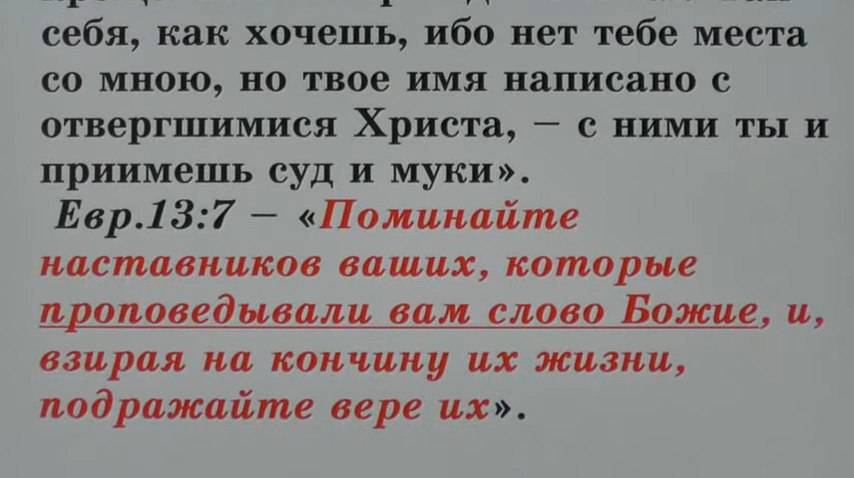 себя, как хочешь, ибо нет тебе места
со мною, но твое имя написано с
отвергшимися Христа, – с ними ты и
приимешь суд и муки».
Евр.13:7 – «Поминайте
наставников ваших, которые
проповедывали вам слово Божие, и,
взирая на кончину их жизни,
подражайте вере их».